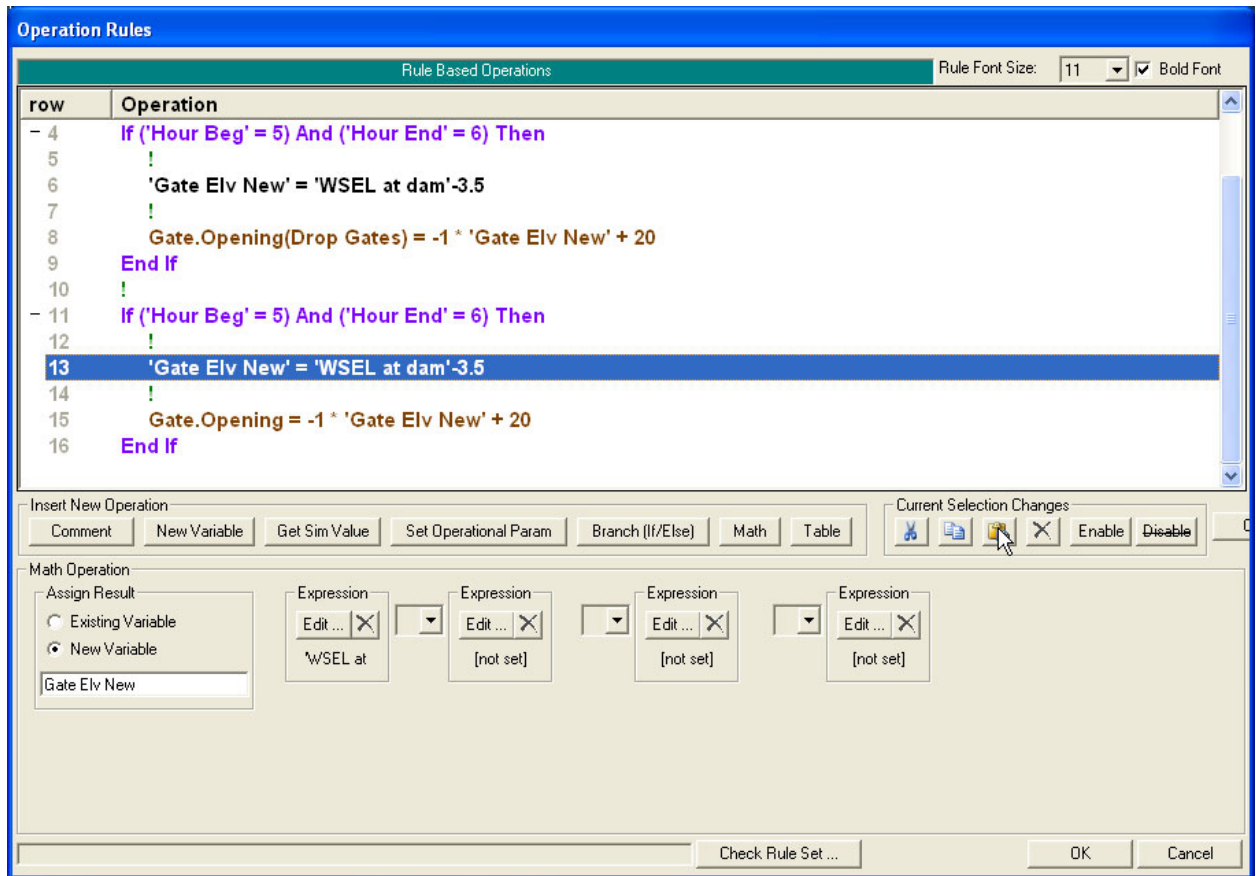 Operation Rules
Rule Based Operations Rule Font Size: 11 Bold Font
row Operation
- 4 If ('Hour Beg' = 5) And ('Hour End' = 6) Then
5 !
6 'Gate Elv New' = 'WSEL at dam'-3.5
7 !
8 Gate.Opening(Drop Gates) = -1 * 'Gate Elv New' + 20
9 End If
10 !
- 11 If ('Hour Beg' = 5) And ('Hour End' = 6) Then
12 !
13 'Gate Elv New' = 'WSEL at dam'-3.5
14 !
15 Gate.Opening = -1 * 'Gate Elv New' + 20
16 End If
Insert New Operation Current Selection Changes
Comment New Variable Get Sim Value Set Operational Param Branch (If/Else) Math Table Enable Disable
Math Operation
Assign Result Expression Expression Expression Expression
Existing Variable Edit ... Edit ... Edit ... Edit ...
New Variable 'WSEL at [not set] [not set] [not set]
Gate Elv New
Check Rule Set ... OK Cancel